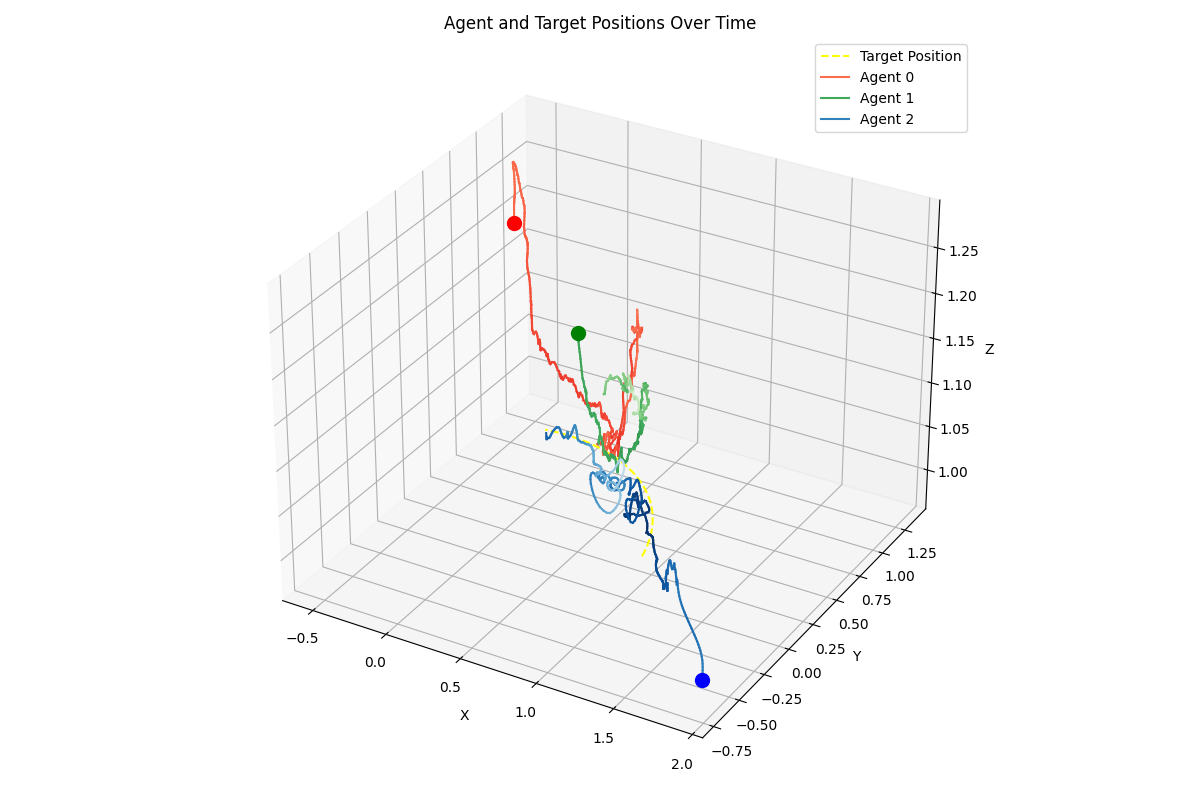 Agent and Target Positions Over Time
Target Position
Agent 0
Agent 1
Agent 2
1.25
1.20
1.15
Z
1.10
1.05
1.00
1.25
1.00
0.75
0.50
0.25
Y
0.00
−0.25
−0.50
−0.75
−0.5
0.0
0.5
X
1.0
1.5
2.0